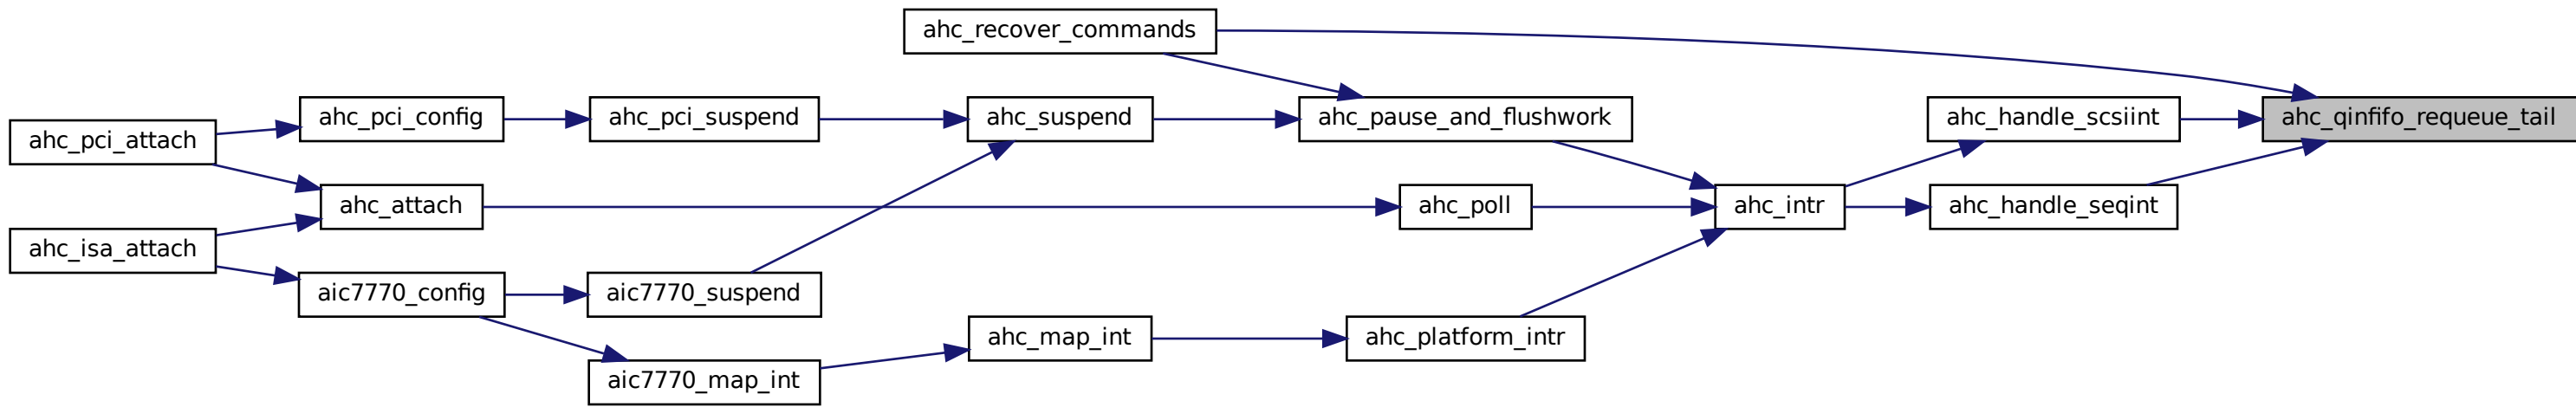 ahc_recover_commands
ahc_pci_config
ahc_pci_suspend
ahc_suspend
ahc_pause_and_flushwork
ahc_handle_scsiint
ahc_qinfifo_requeue_tail
ahc_pci_attach
ahc_attach
ahc_poll
ahc_intr
ahc_handle_seqint
ahc_isa_attach
aic7770_config
aic7770_suspend
ahc_map_int
ahc_platform_intr
aic7770_map_int